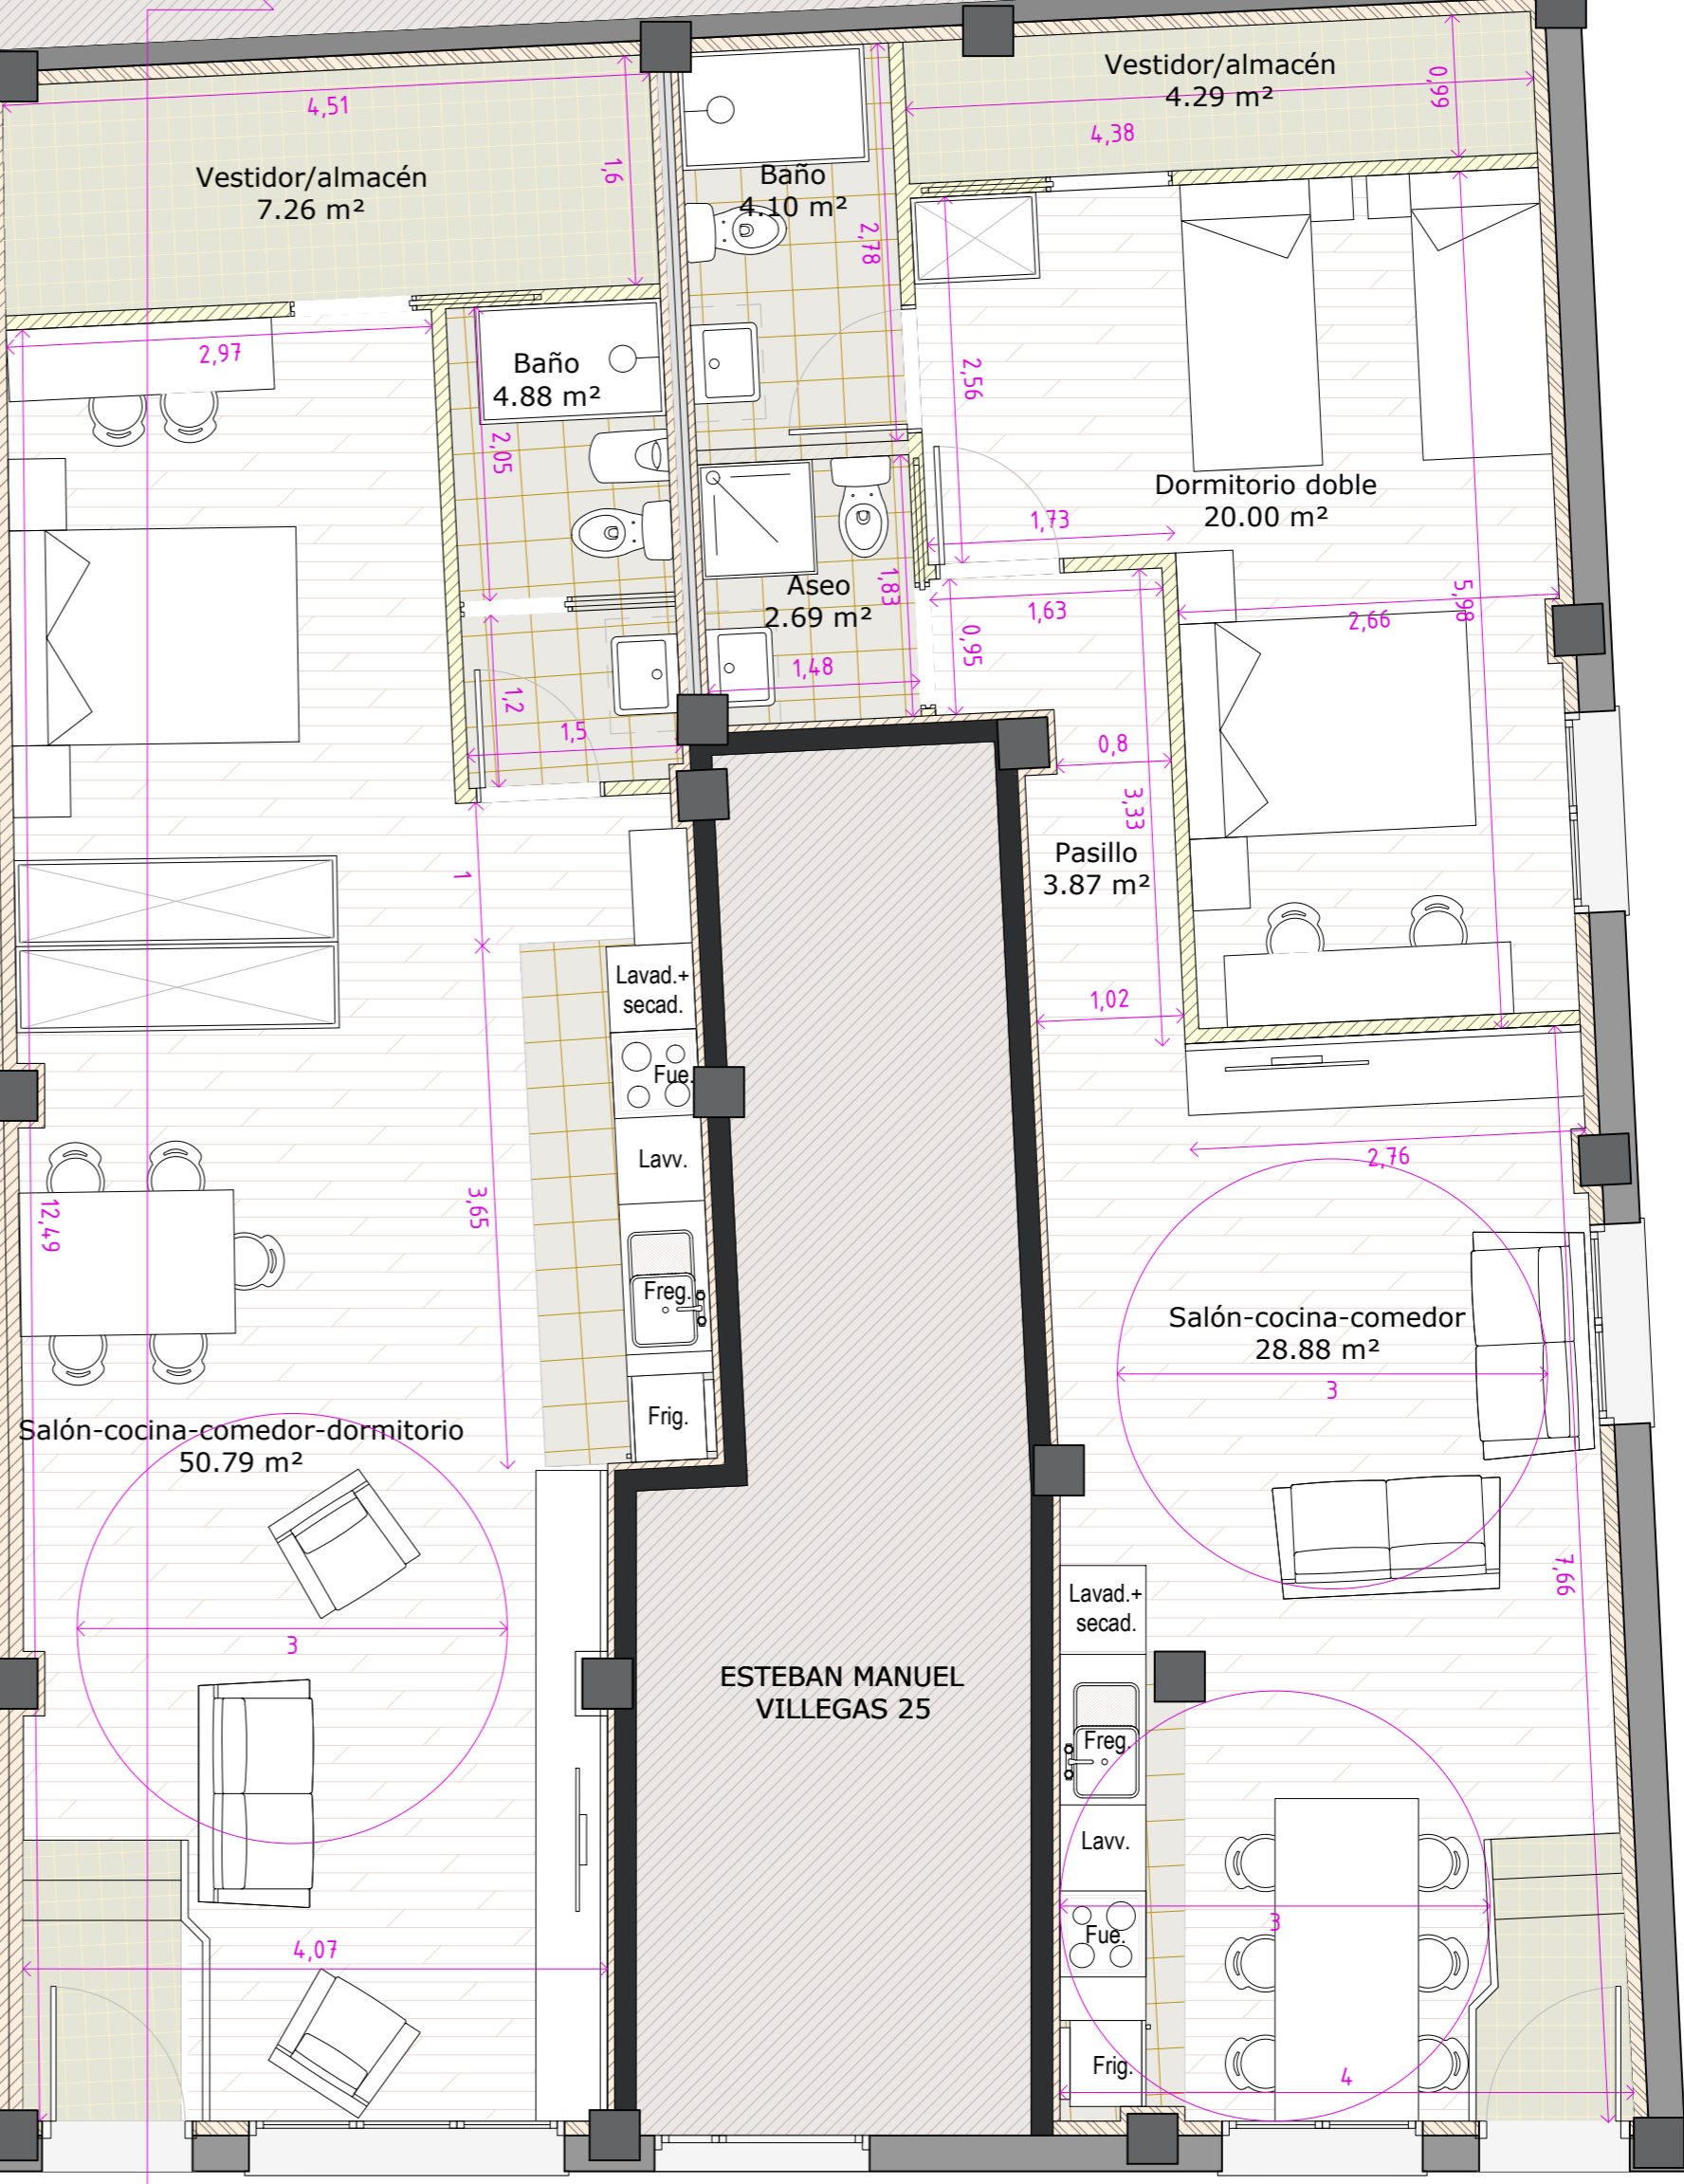 Vestidor/almacén
4.29 m²
0,99
4,51
4,38
1,6
Vestidor/almacén
7.26 m²
Baño
4.10 m²
2,78
2,97
Baño
4.88 m²
2,56
2,05
Dormitorio doble
20.00 m²
1,73
Aseo
2.69 m²
1,83
1,63
5,98
2,66
0,95
1,48
1,2
1,5
0,8
3,33
Pasillo
3.87 m²
1
Lavad.+
secad.
1,02
Fue.
Lavv.
2,76
3,65
12,49
Freg.
Salón-cocina-comedor
28.88 m²
3
Frig.
Salón-cocina-comedor-dormitorio
50.79 m²
7,66
Lavad.+
secad.
3
ESTEBAN MANUEL
VILLEGAS 25
Freg.
Lavv.
3
Fue.
4,07
Frig.
4